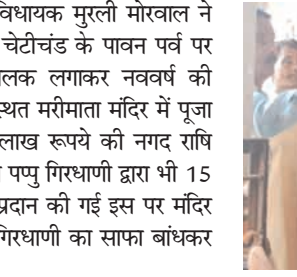 विधायक मुरली मोरवाल ने
चेटीचंड के पावन पर्व पर
लक लगाकर नववर्ष की
स्थत मरीमाता मंदिर में पूजा
लाख रूपये की नगद राषि
पप्पु गिरधाणी द्वारा भी 15
प्रदान की गई इस पर मंदिर
गिरधाणी का साफा बांधकर